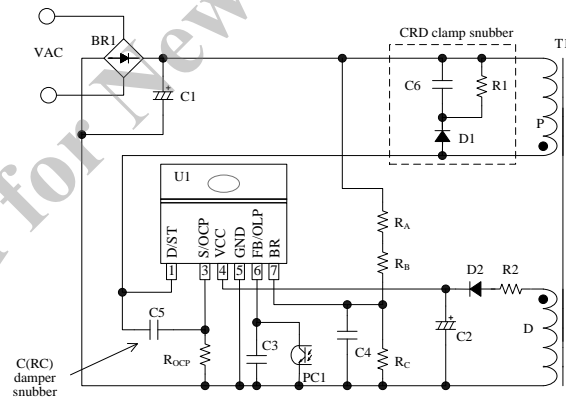 CRD clamp snubber
T1
BR1
VAC
C1
C6
R1
D1
P
U1
D/ST
S/OCP
VCC
GND
FB/OLP
BR
1
3
4
5
6
7
RA
RB
D2
R2
C5
C(RC)
damper
snubber
ROCP
C3
PC1
C4
RC
C2
D
for New